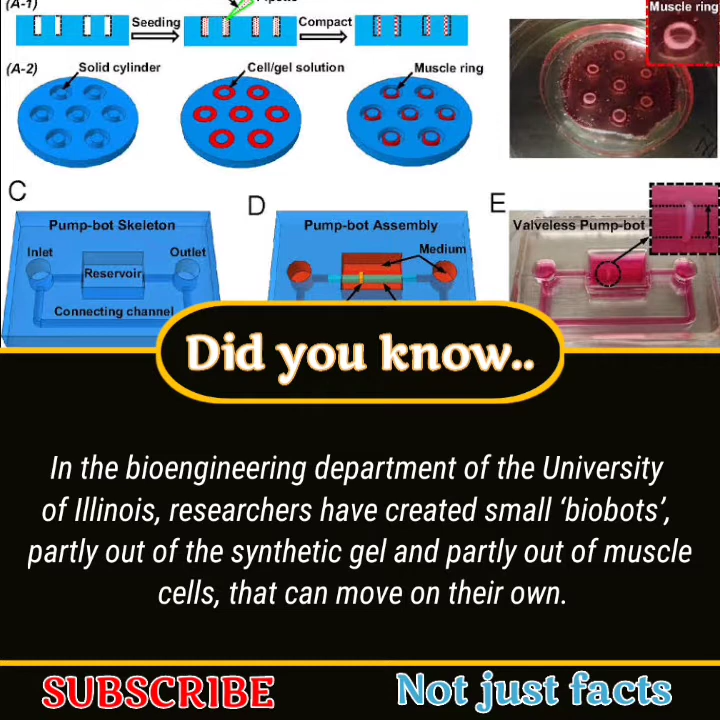 (A-1)
Seeding
Compact
Muscle ring
(A-2)
Solid cylinder
Cell/gel solution
Muscle ring
C
Pump-bot Skeleton
Inlet
Outlet
Reservoir
Connecting channel
D
Pump-bot Assembly
Medium
E
Valveless Pump-bot
Did you know..
In the bioengineering department of the University
of Illinois, researchers have created small ‘biobots’,
partly out of the synthetic gel and partly out of muscle
cells, that can move on their own.
SUBSCRIBE
Not just facts